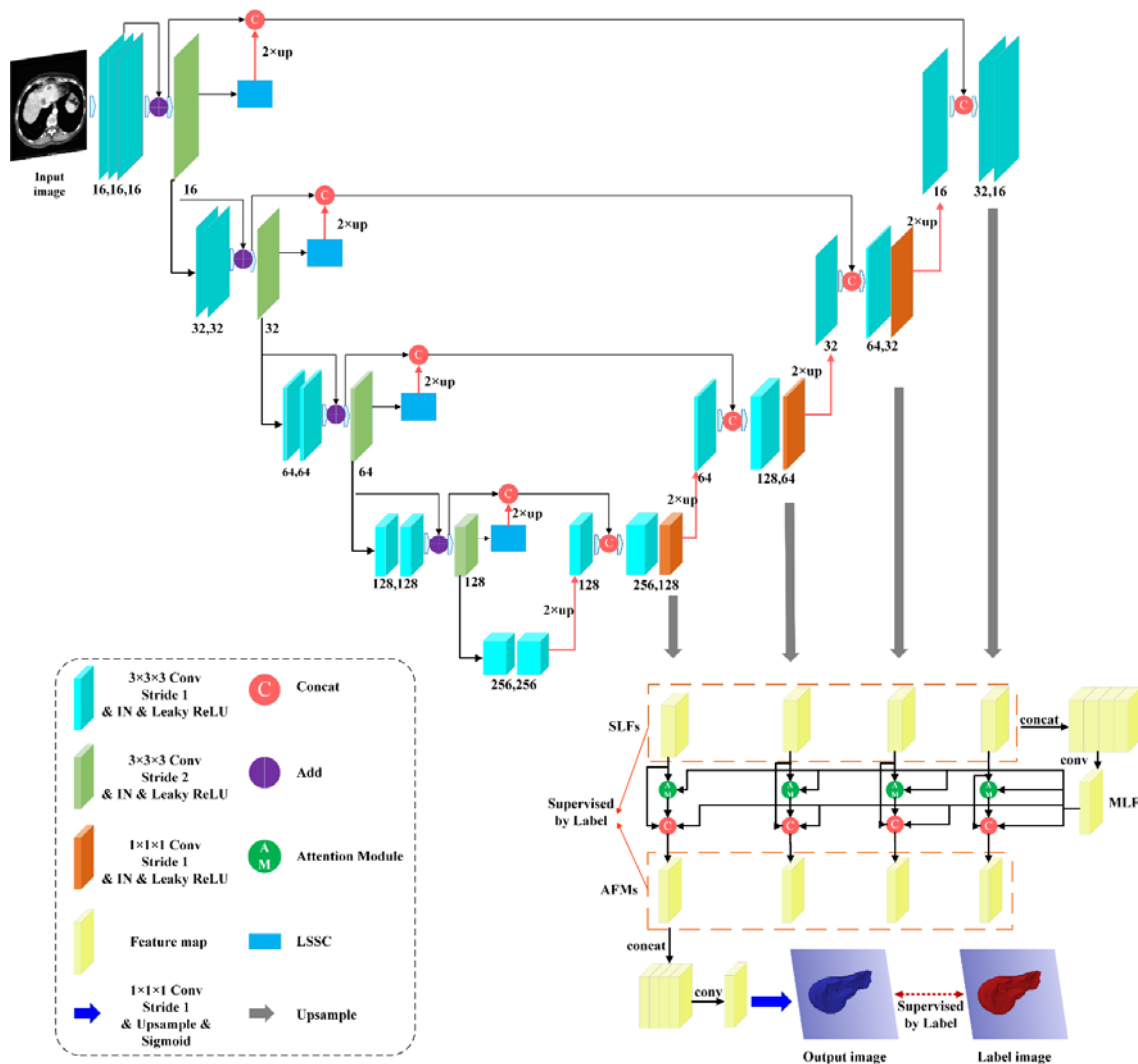 C
2×up
Input
image
16,16,16
16
C
2×up
32,32
32
C
2×up
64,64
64
C
2×up
128,128
128
2×up
256,256
C
128
256,128
2×up
C
64
128,64
2×up
C
32
64,32
2×up
C
16
32,16
3×3×3 Conv
Stride 1
& IN & Leaky ReLU
C
Concat
3×3×3 Conv
Stride 2
& IN & Leaky ReLU
Add
1×1×1 Conv
Stride 1
& IN & Leaky ReLU
A
M
Attention Module
Feature map
LSSC
1×1×1 Conv
Stride 1
& Upsample &
Sigmoid
Upsample
SLFs
concat
conv
MLF
A
M
A
M
A
M
A
M
Supervised
by Label
C
C
C
C
AFMs
concat
conv
Supervised
by Label
Output image
Label image